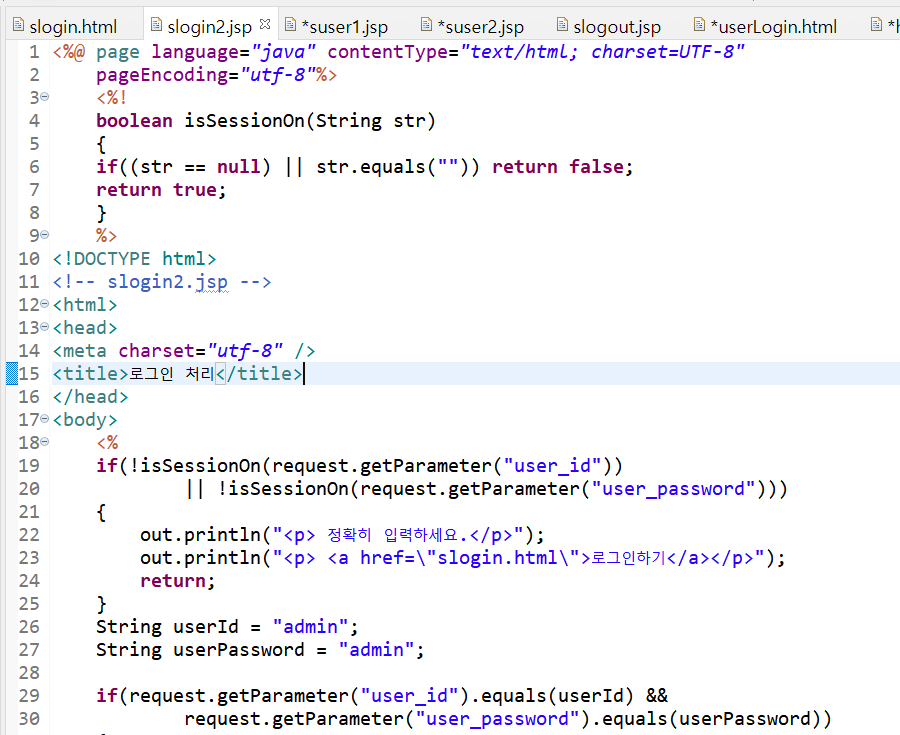 slogin.html slogin2.jsp *suser1.jsp *suser2.jsp slogout.jsp *userLogin.html
1 <%@ page language="java" contentType="text/html; charset=UTF-8"
2 pageEncoding="utf-8"%>
3 <%!
4 boolean isSessionOn(String str)
5 {
6 if((str == null) || str.equals("")) return false;
7 return true;
8 }
9 %>
10 <!DOCTYPE html>
11 <!-- slogin2.jsp -->
12 <html>
13 <head>
14 <meta charset="utf-8" />
15 <title>로그인 처리</title>
16 </head>
17 <body>
18 <%
19 if(!isSessionOn(request.getParameter("user_id"))
20 || !isSessionOn(request.getParameter("user_password")))
21 {
22 out.println("<p> 정확히 입력하세요.</p>");
23 out.println("<p> <a href=\"slogin.html\">로그인하기</a></p>");
24 return;
25 }
26 String userId = "admin";
27 String userPassword = "admin";
28
29 if(request.getParameter("user_id").equals(userId) &&
30 request.getParameter("user_password").equals(userPassword))